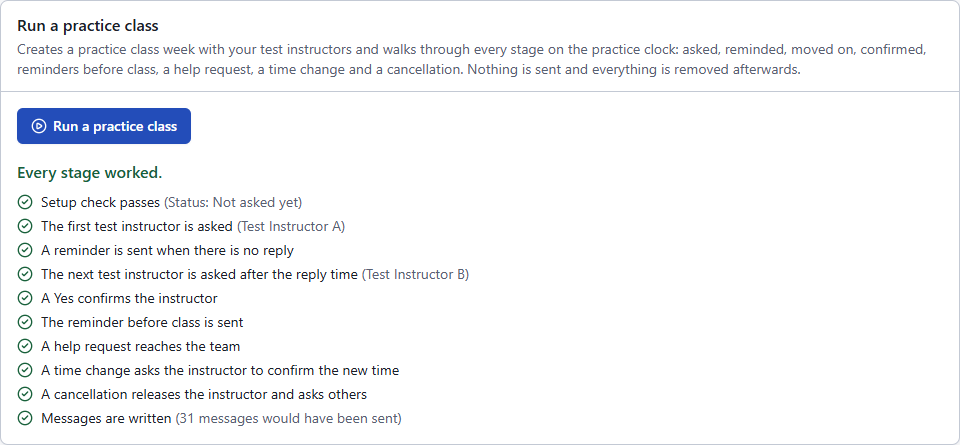 Run a practice class
Creates a practice class week with your test instructors and walks through every stage on the practice clock: asked, reminded, moved on, confirmed,
reminders before class, a help request, a time change and a cancellation. Nothing is sent and everything is removed afterwards.
Run a practice class
Every stage worked.
Setup check passes (Status: Not asked yet)
The first test instructor is asked (Test Instructor A)
A reminder is sent when there is no reply
The next test instructor is asked after the reply time (Test Instructor B)
A Yes confirms the instructor
The reminder before class is sent
A help request reaches the team
A time change asks the instructor to confirm the new time
A cancellation releases the instructor and asks others
Messages are written (31 messages would have been sent)